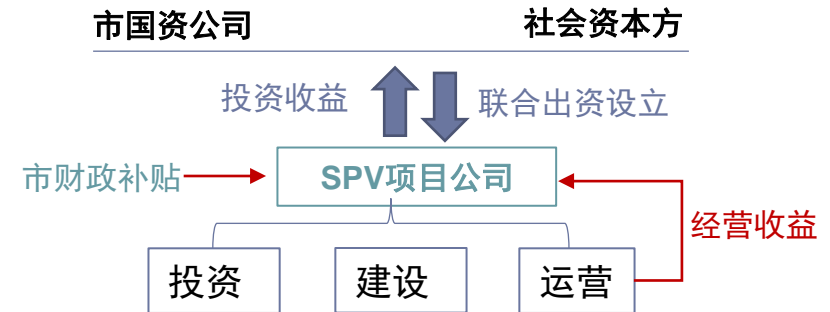 市国资公司
社会资本方
投资收益
联合出资设立
市财政补贴
SPV项目公司
经营收益
投资
建设
运营